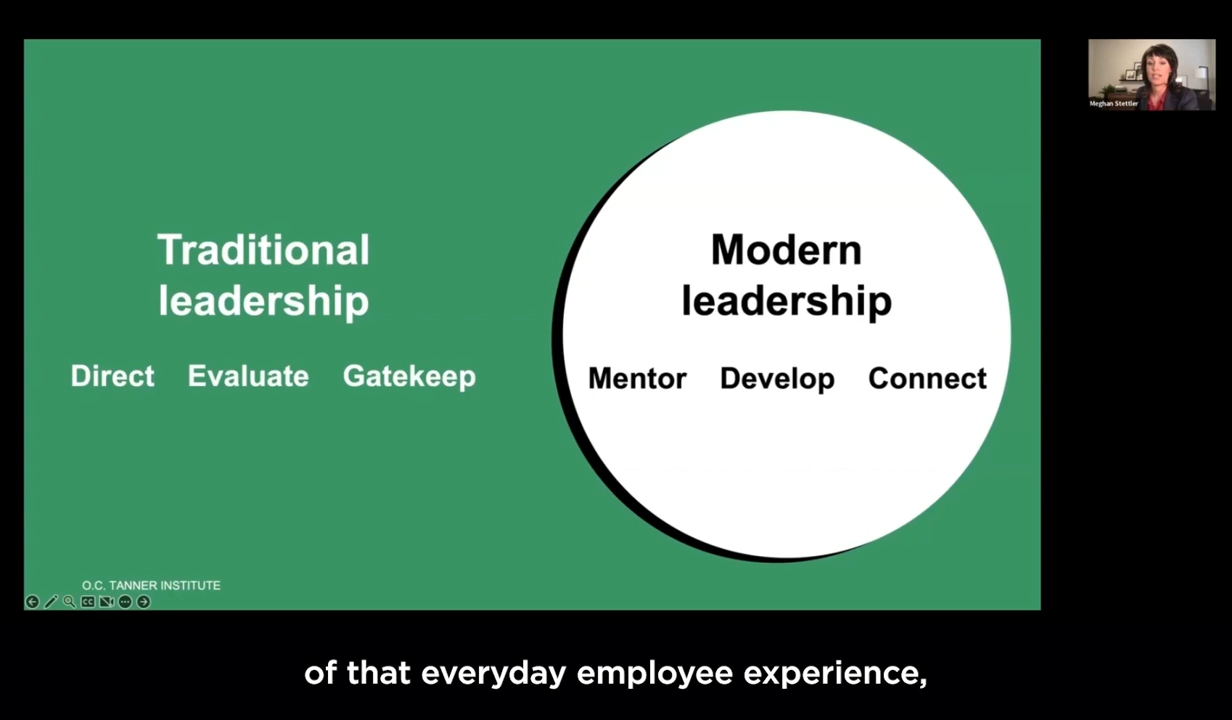 Traditional
leadership
Direct Evaluate Gatekeep
Modern
leadership
Mentor Develop Connect
O.C. TANNER INSTITUTE
CC
Meghan Stettler
of that everyday employee experience,